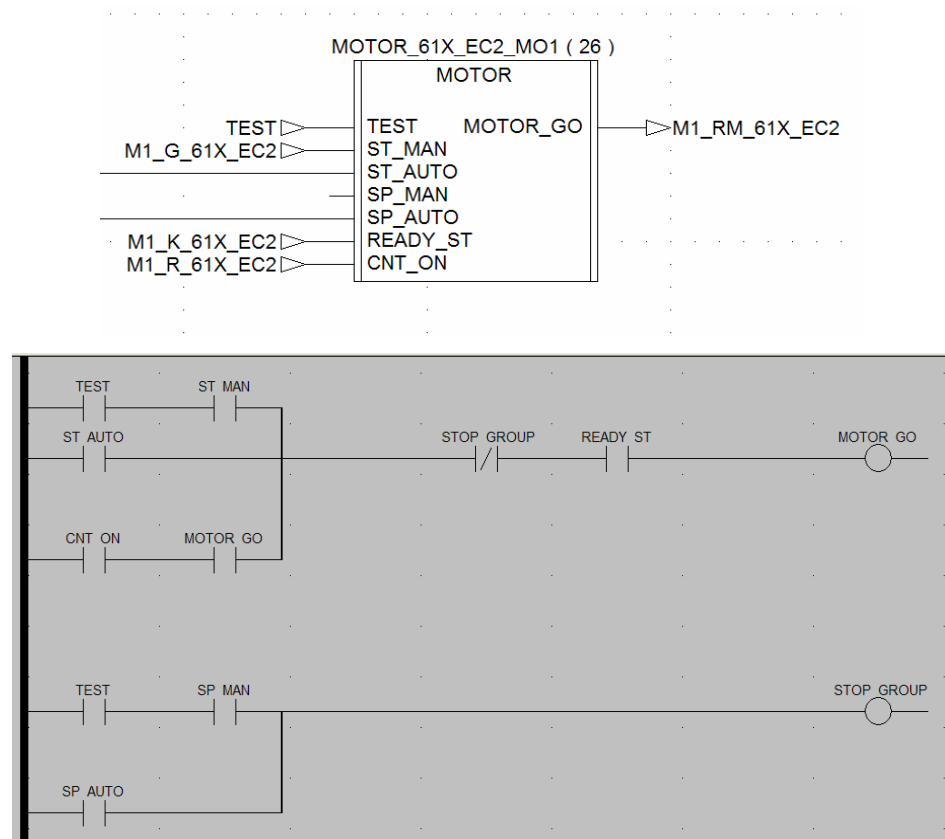 MOTOR_61X_EC2_MO1 ( 26 )
MOTOR
TEST TEST MOTOR_GO M1_RM_61X_EC2
M1_G_61X_EC2 ST_MAN
ST_AUTO
SP_MAN
SP_AUTO
M1_K_61X_EC2 READY_ST
M1_R_61X_EC2 CNT_ON
TEST ST MAN
ST AUTO STOP GROUP READY ST MOTOR GO
CNT ON MOTOR GO
TEST SP MAN STOP GROUP
SP AUTO